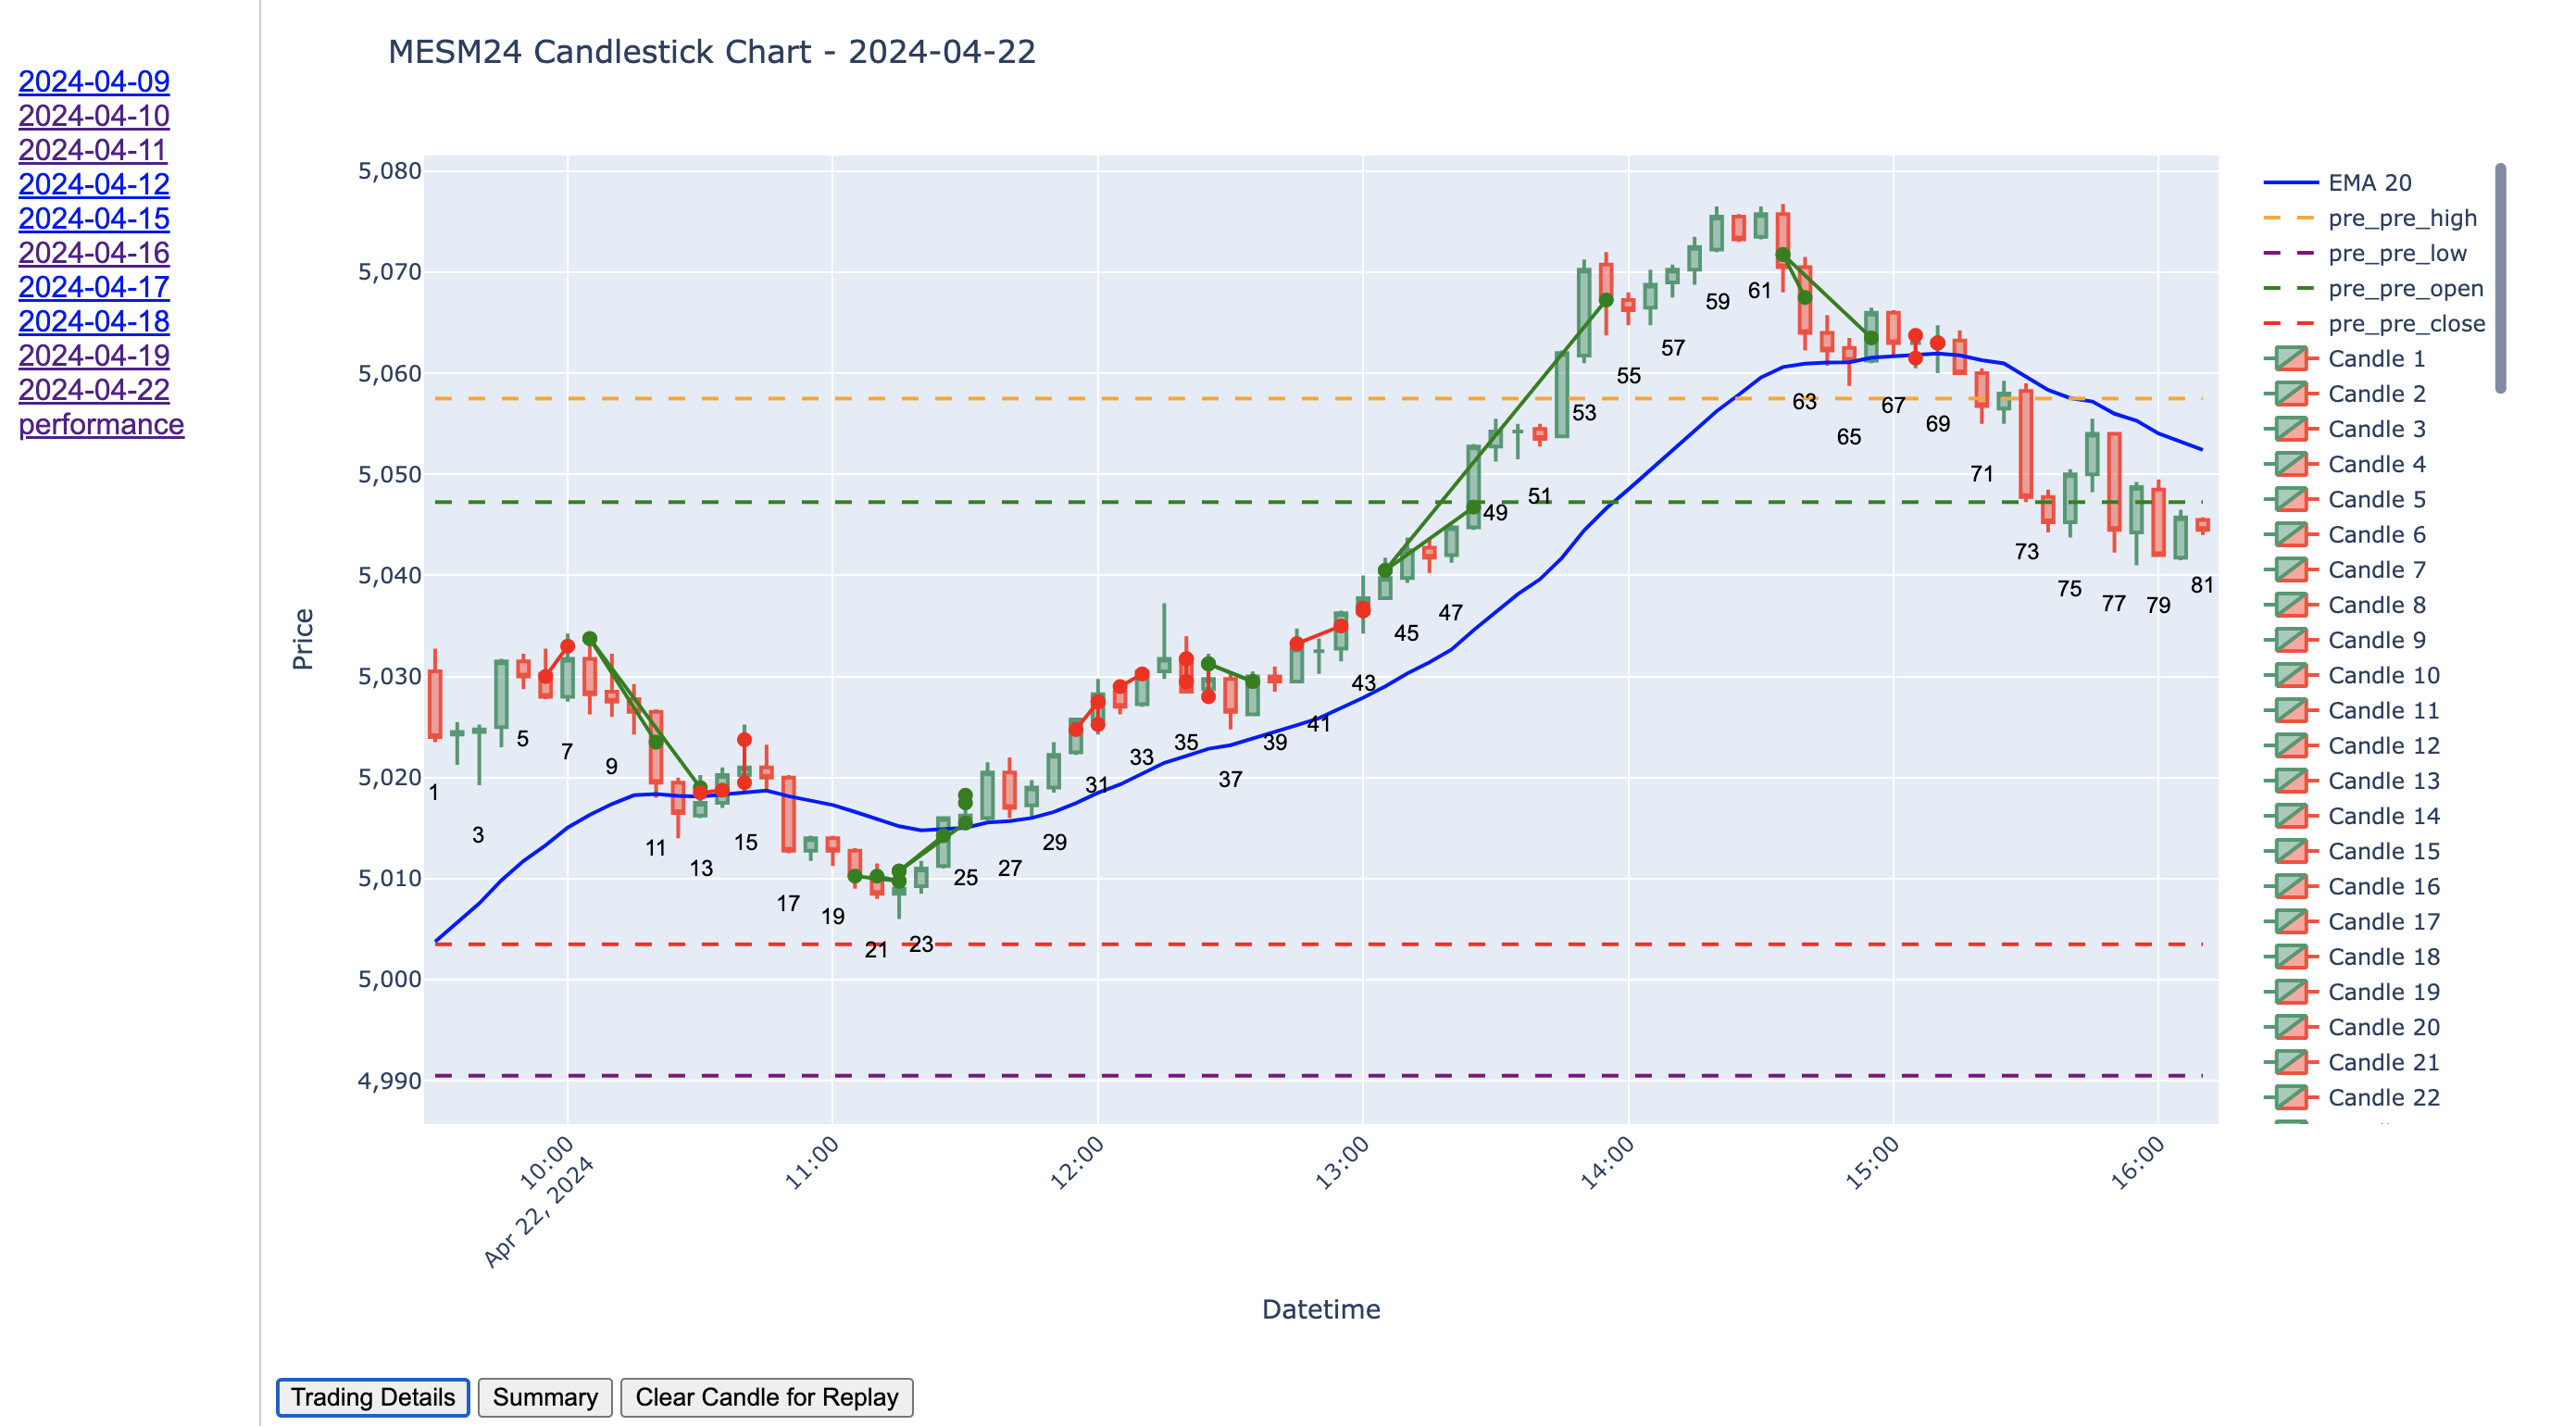 MESM24 Candlestick Chart - 2024-04-22
2024-04-09
2024-04-10
2024-04-11
2024-04-12
2024-04-15
2024-04-16
2024-04-17
2024-04-18
2024-04-19
2024-04-22
performance
Price
5,080
5,070
5,060
5,050
5,040
5,030
5,020
5,010
5,000
4,990
1
3
5
7
9
11
13
15
17
19
21
23
25
27
29
31
33
35
37
39
41
43
45
47
49
51
53
55
57
59
61
63
65
67
69
71
73
75
77
79
81
10:00
Apr 22, 2024
11:00
12:00
13:00
14:00
15:00
16:00
Datetime
EMA 20
pre_pre_high
pre_pre_low
pre_pre_open
pre_pre_close
Candle 1
Candle 2
Candle 3
Candle 4
Candle 5
Candle 6
Candle 7
Candle 8
Candle 9
Candle 10
Candle 11
Candle 12
Candle 13
Candle 14
Candle 15
Candle 16
Candle 17
Candle 18
Candle 19
Candle 20
Candle 21
Candle 22
Trading Details
Summary
Clear Candle for Replay